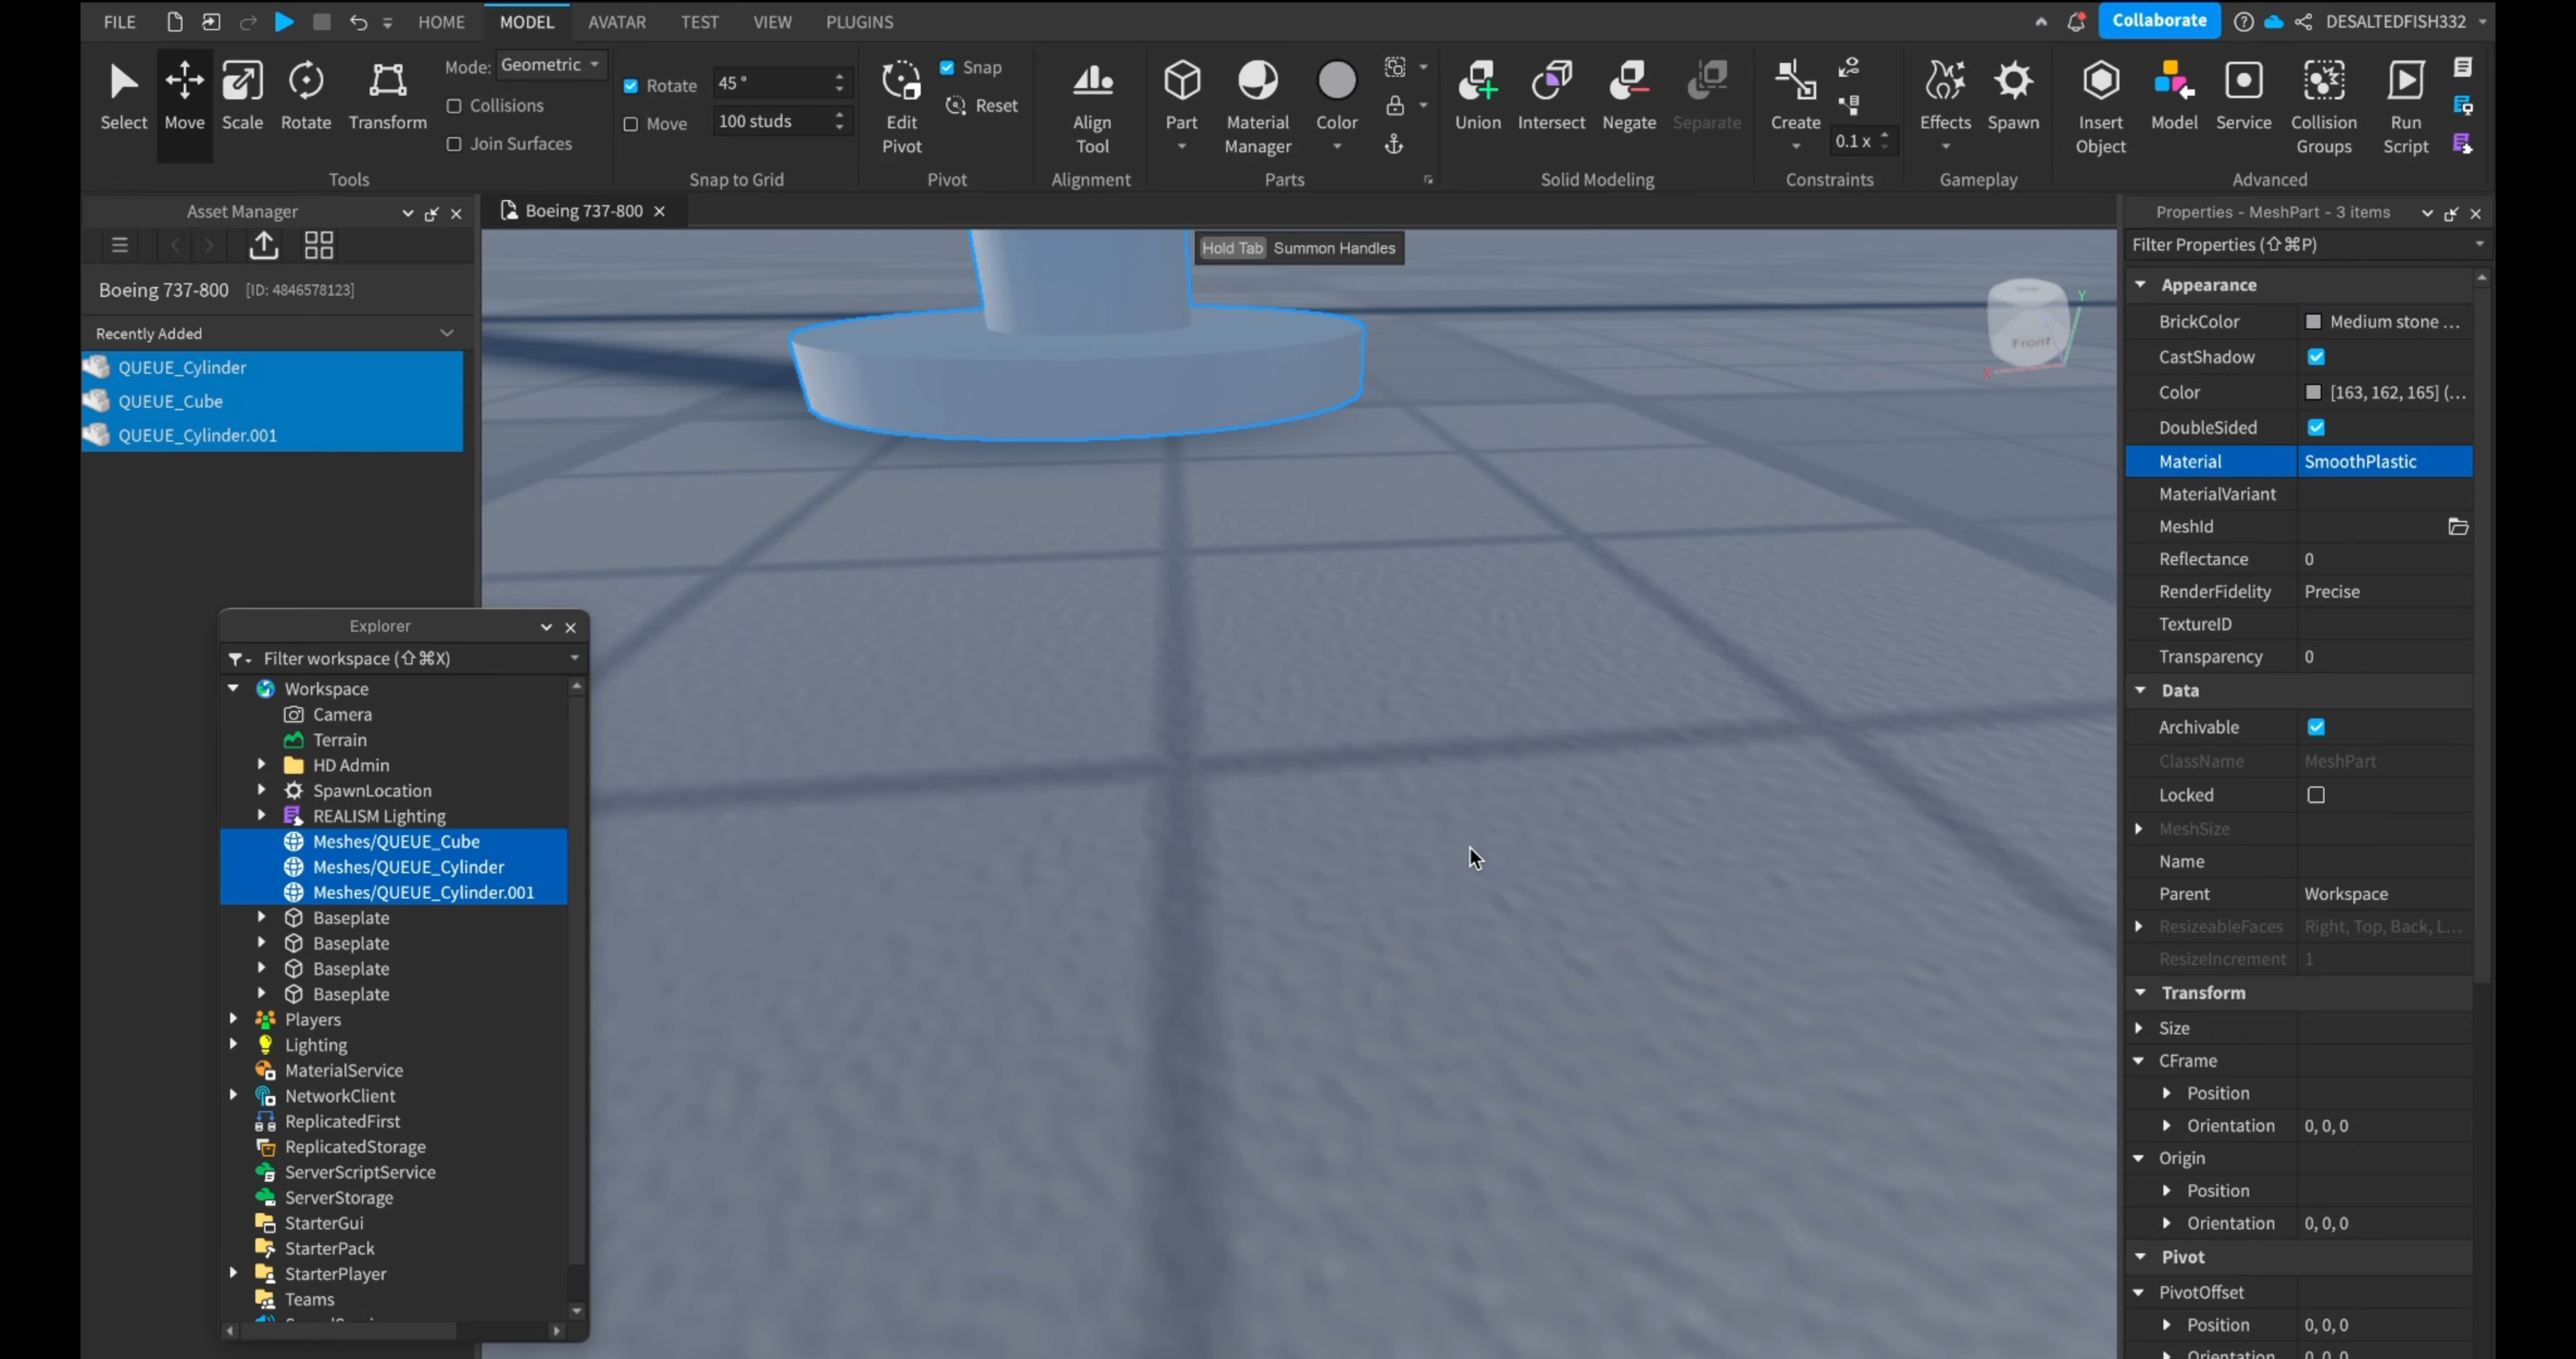 FILE HOME MODEL AVATAR TEST VIEW PLUGINS Collaborate DESALTEDFISH332
Select Move Scale Rotate Transform
Mode: Geometric
Collisions
Join Surfaces
Tools
Rotate 45 °
Move 100 studs
Snap to Grid
Edit Pivot
Snap
Reset
Pivot
Align Tool
Alignment
Part Material Manager Color
Parts
Union Intersect Negate Separate
Solid Modeling
Create 0.1 x
Constraints
Effects Spawn
Gameplay
Insert Object Model Service Collision Groups Run Script
Advanced
Asset Manager
Boeing 737-800 [ID: 4846578123]
Recently Added
QUEUE_Cylinder
QUEUE_Cube
QUEUE_Cylinder.001
Boeing 737-800
Hold Tab Summon Handles
Front
Y
X
Explorer
Filter workspace (⇧⌘X)
Workspace
Camera
Terrain
HD Admin
SpawnLocation
REALISM Lighting
Meshes/QUEUE_Cube
Meshes/QUEUE_Cylinder
Meshes/QUEUE_Cylinder.001
Baseplate
Baseplate
Baseplate
Baseplate
Players
Lighting
MaterialService
NetworkClient
ReplicatedFirst
ReplicatedStorage
ServerScriptService
ServerStorage
StarterGui
StarterPack
StarterPlayer
Teams
Properties - MeshPart - 3 items
Filter Properties (⇧⌘P)
Appearance
BrickColor Medium stone ...
CastShadow
Color [163, 162, 165] (...
DoubleSided
Material SmoothPlastic
MaterialVariant
MeshId
Reflectance 0
RenderFidelity Precise
TextureID
Transparency 0
Data
Archivable
ClassName MeshPart
Locked
MeshSize
Name
Parent Workspace
ResizeableFaces Right, Top, Back, L...
ResizeIncrement 1
Transform
Size
CFrame
Position
Orientation 0, 0, 0
Origin
Position
Orientation 0, 0, 0
Pivot
PivotOffset
Position 0, 0, 0
Orientation 0, 0, 0